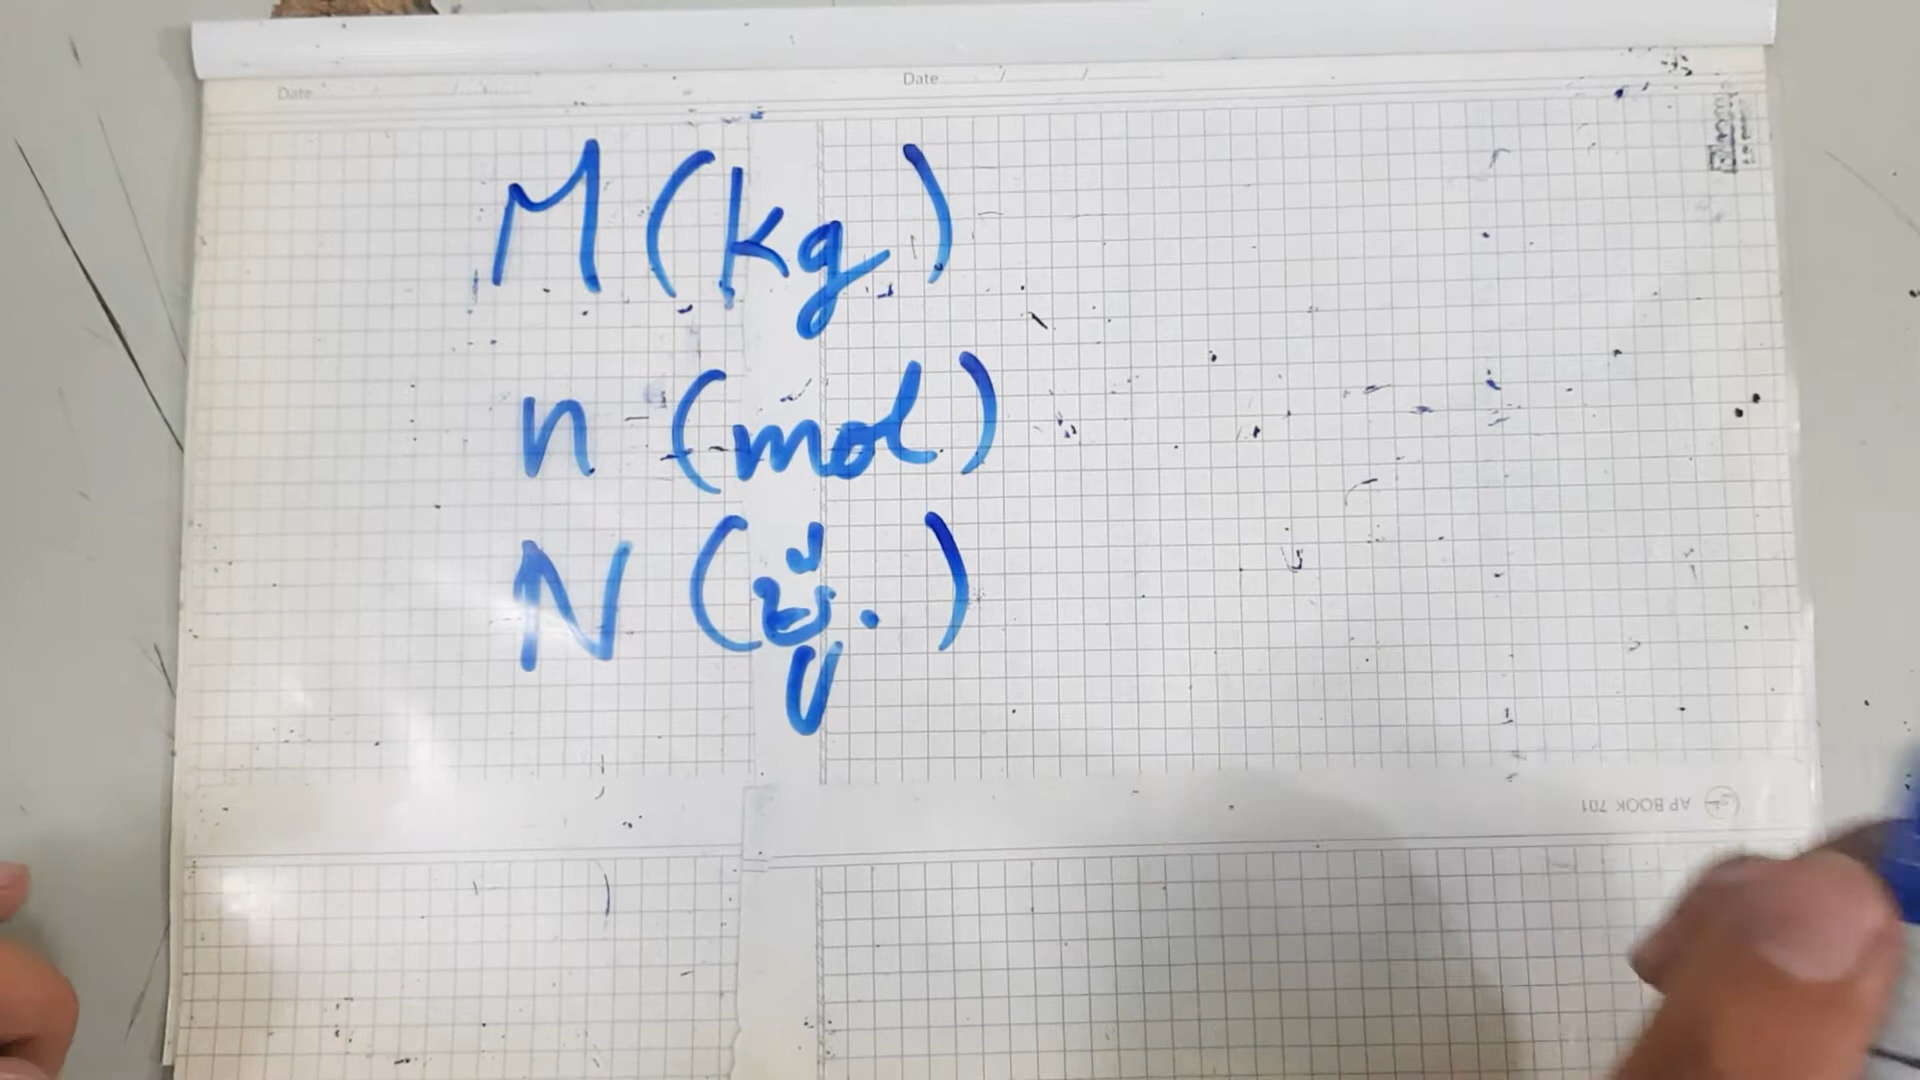 Date / /
Date / /
M (kg)
n (mol)
N ( )
AP BOOK 701